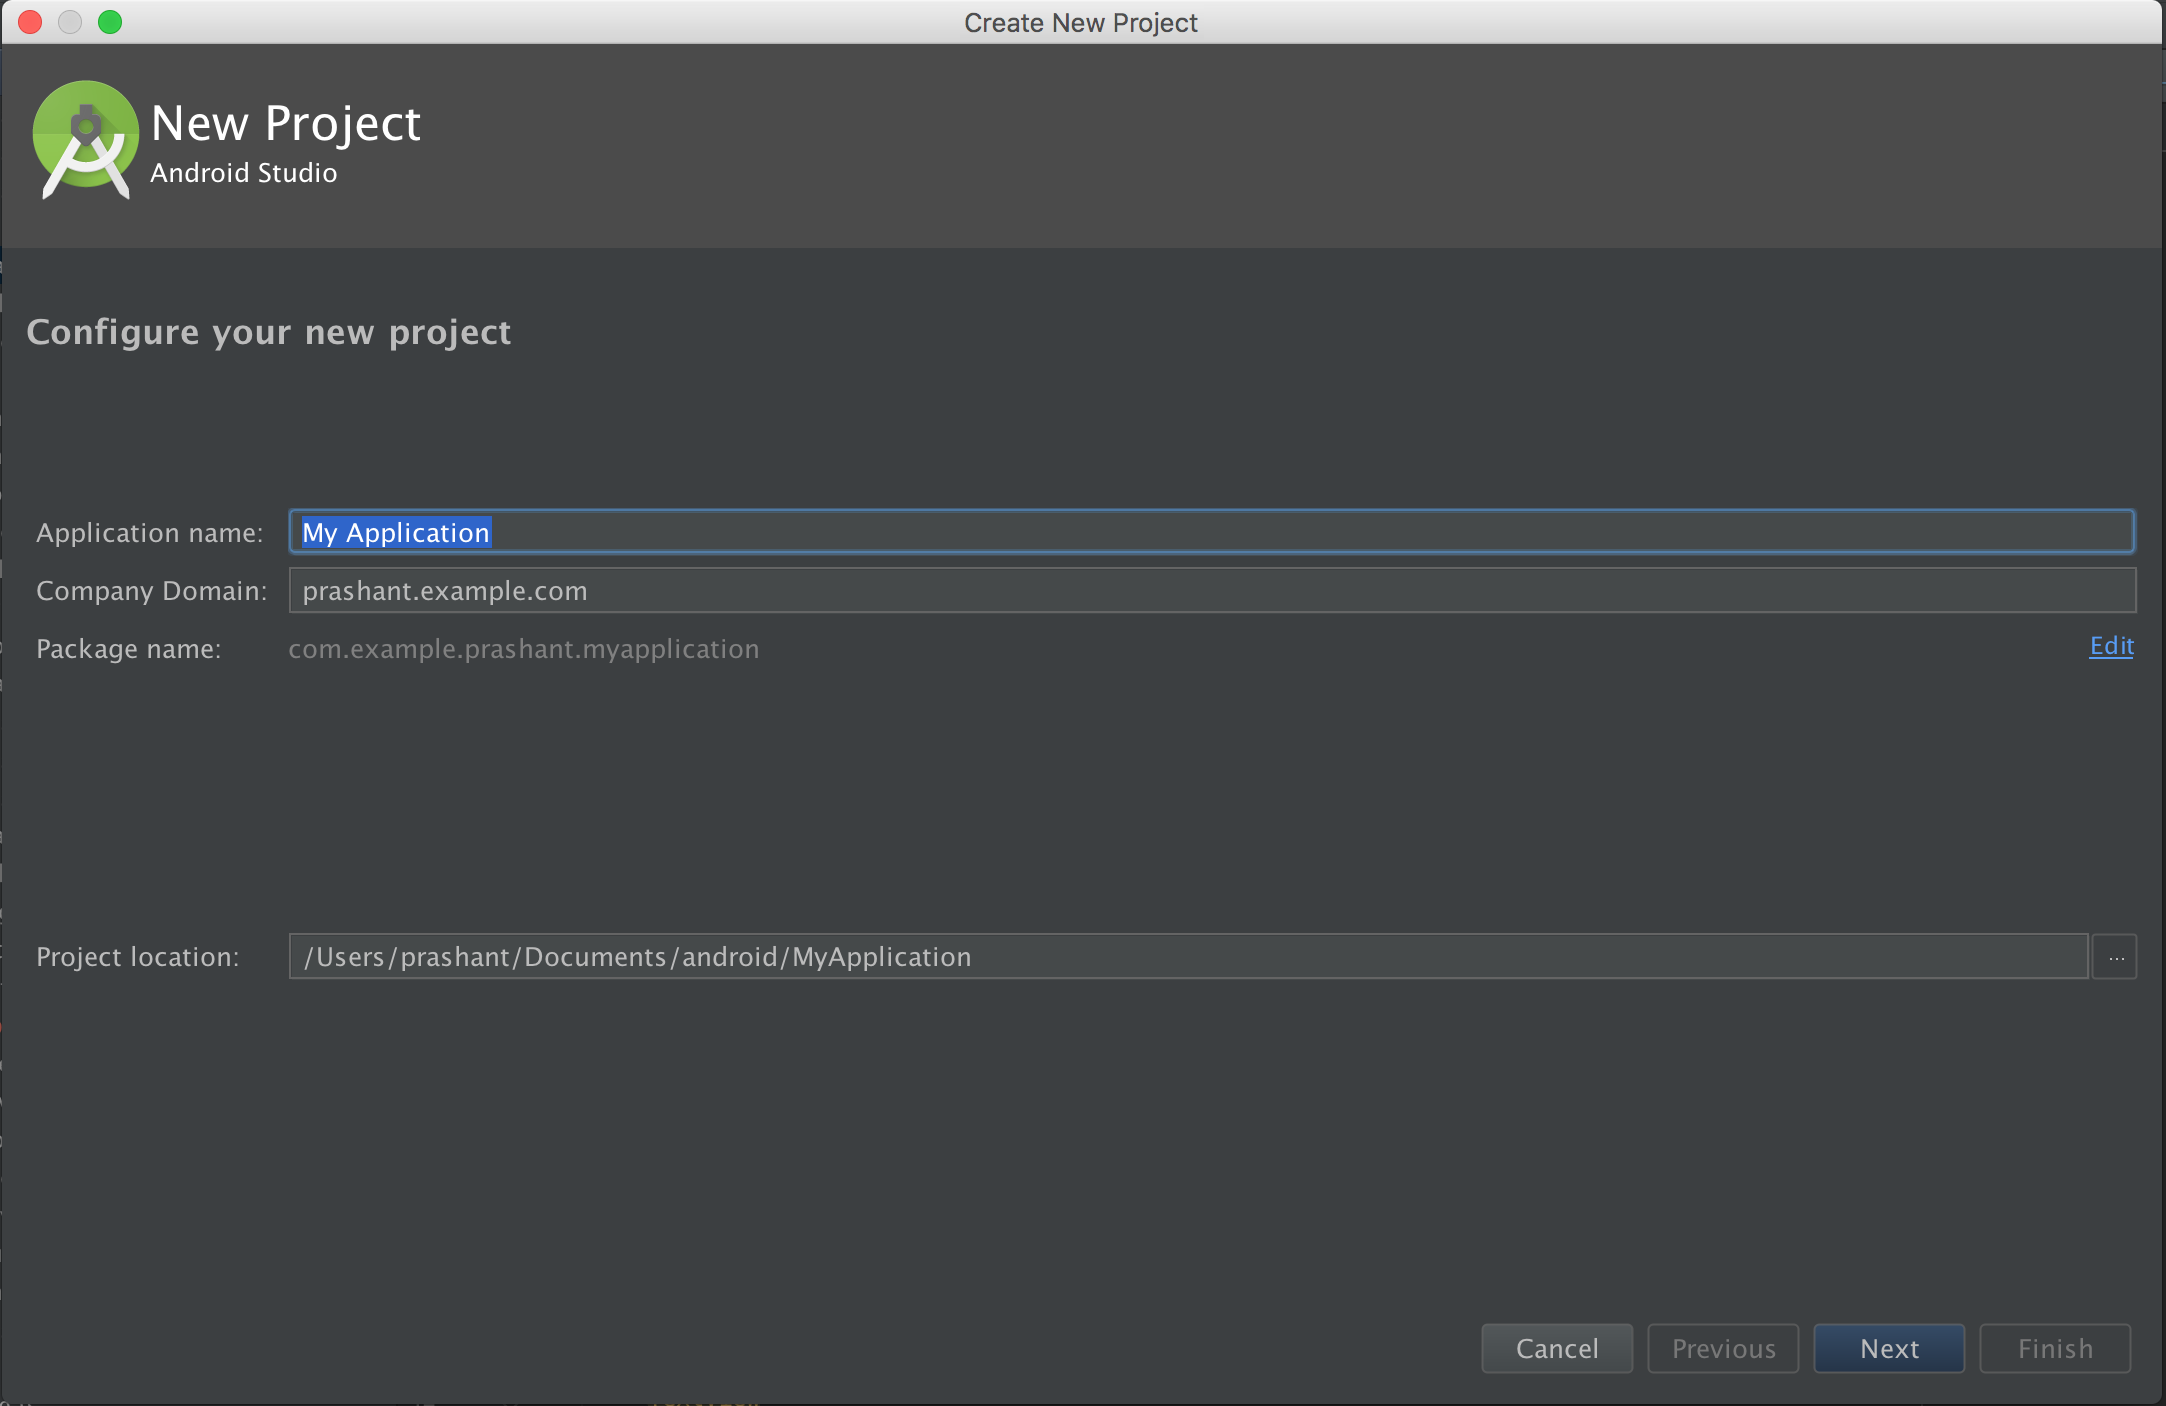 Create New Project
New Project
Android Studio
Configure your new project
Application name: My Application
Company Domain: prashant.example.com
Package name: com.example.prashant.myapplication Edit
Project location: /Users/prashant/Documents/android/MyApplication ...
Cancel Previous Next Finish